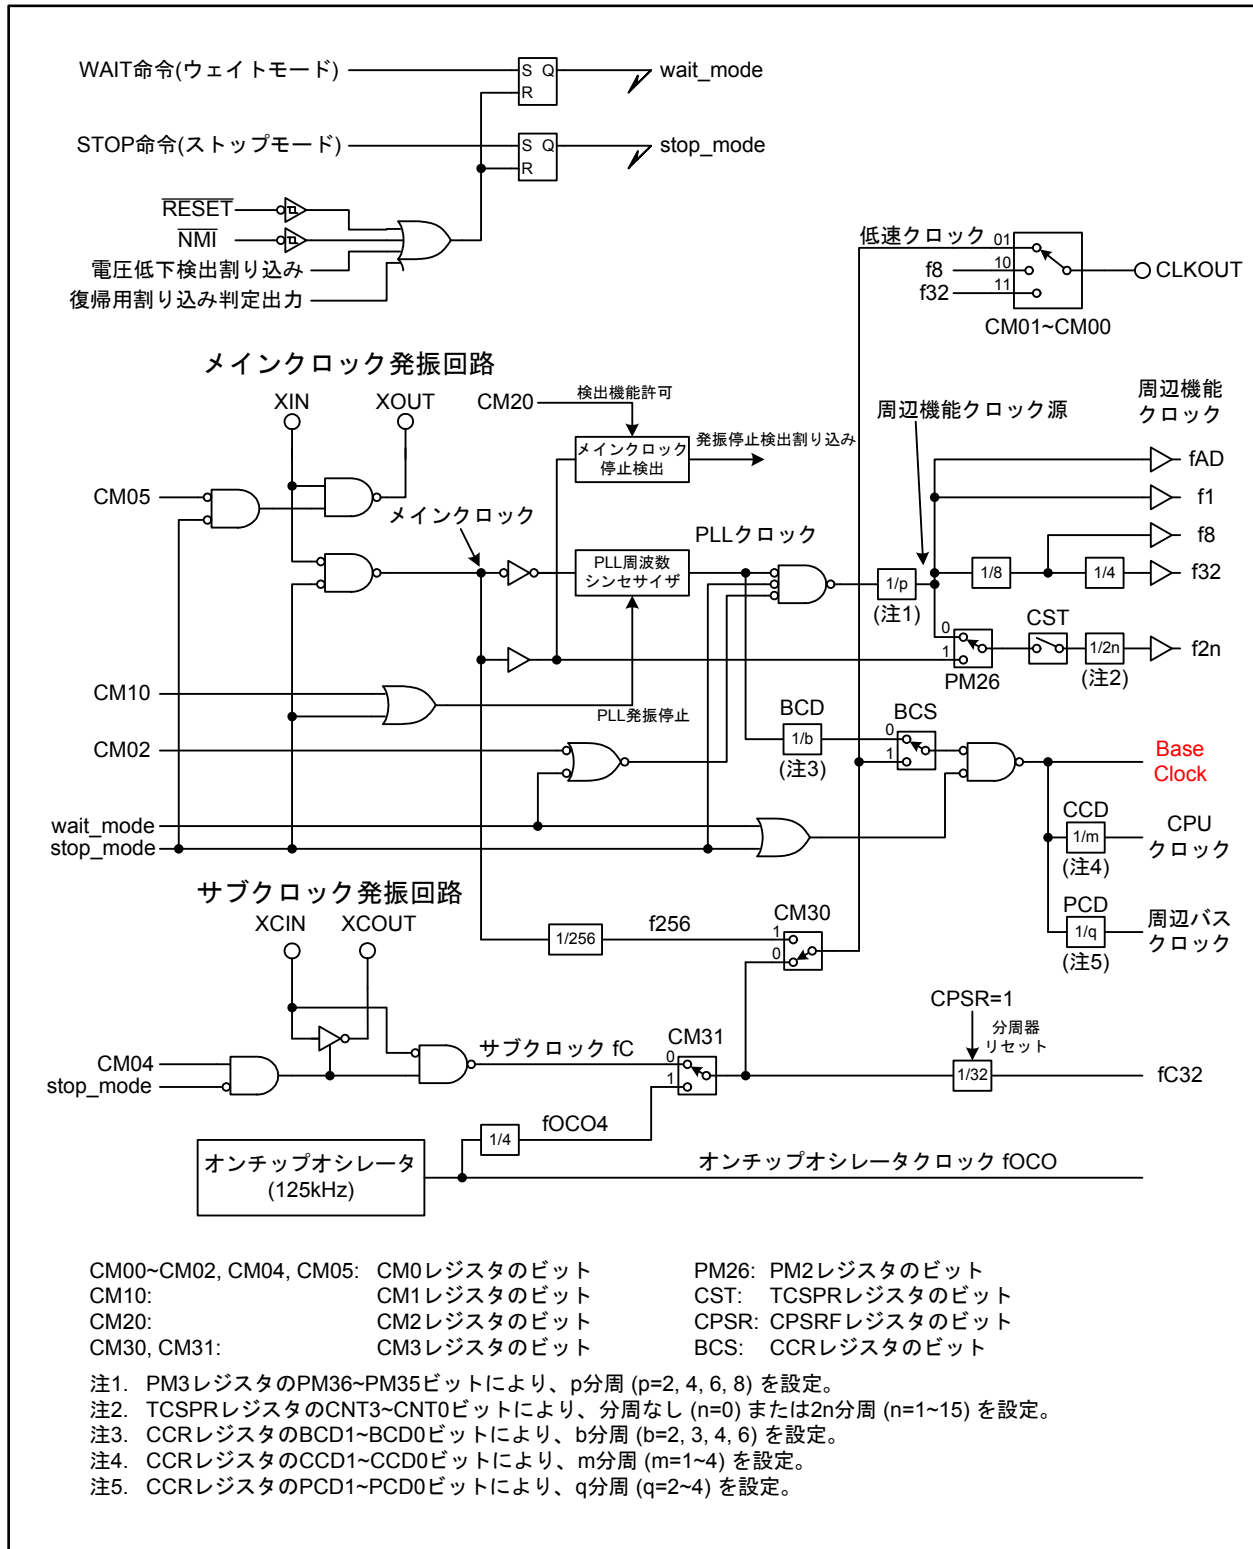 WAIT命令(ウェイトモード)
S Q
R
wait_mode
STOP命令(ストップモード)
S Q
R
stop_mode
RESET
NMI
電圧低下検出割り込み
復帰用割り込み判定出力
低速クロック
01
f8
10
f32
11
CLKOUT
CM01~CM00
メインクロック発振回路
XIN
XOUT
CM20
検出機能許可
メインクロック
停止検出
発振停止検出割り込み
周辺機能クロック源
周辺機能
クロック
fAD
f1
f8
f32
f2n
CM05
メインクロック
PLL周波数
シンセサイザ
PLLクロック
1/p
(注1)
1/8
1/4
0
1
PM26
CST
1/2n
(注2)
CM10
PLL発振停止
CM02
BCD
1/b
(注3)
BCS
0
1
Base
Clock
wait_mode
stop_mode
CCD
1/m
(注4)
CPU
クロック
PCD
1/q
(注5)
周辺バス
クロック
サブクロック発振回路
XCIN
XCOUT
1/256
f256
CM30
1
0
CM04
stop_mode
サブクロック fC
CM31
0
1
CPSR=1
分周器
リセット
1/32
fC32
1/4
fOCO4
オンチップオシレータ
(125kHz)
オンチップオシレータクロック fOCO
CM00~CM02, CM04, CM05: CM0レジスタのビット
CM10: CM1レジスタのビット
CM20: CM2レジスタのビット
CM30, CM31: CM3レジスタのビット
PM26: PM2レジスタのビット
CST: TCSPRレジスタのビット
CPSR: CPSRFレジスタのビット
BCS: CCRレジスタのビット
注1. PM3レジスタのPM36~PM35ビットにより、p分周 (p=2, 4, 6, 8) を設定。
注2. TCSPRレジスタのCNT3~CNT0ビットにより、分周なし (n=0) または2n分周 (n=1~15) を設定。
注3. CCRレジスタのBCD1~BCD0ビットにより、b分周 (b=2, 3, 4, 6) を設定。
注4. CCRレジスタのCCD1~CCD0ビットにより、m分周 (m=1~4) を設定。
注5. CCRレジスタのPCD1~PCD0ビットにより、q分周 (q=2~4) を設定。